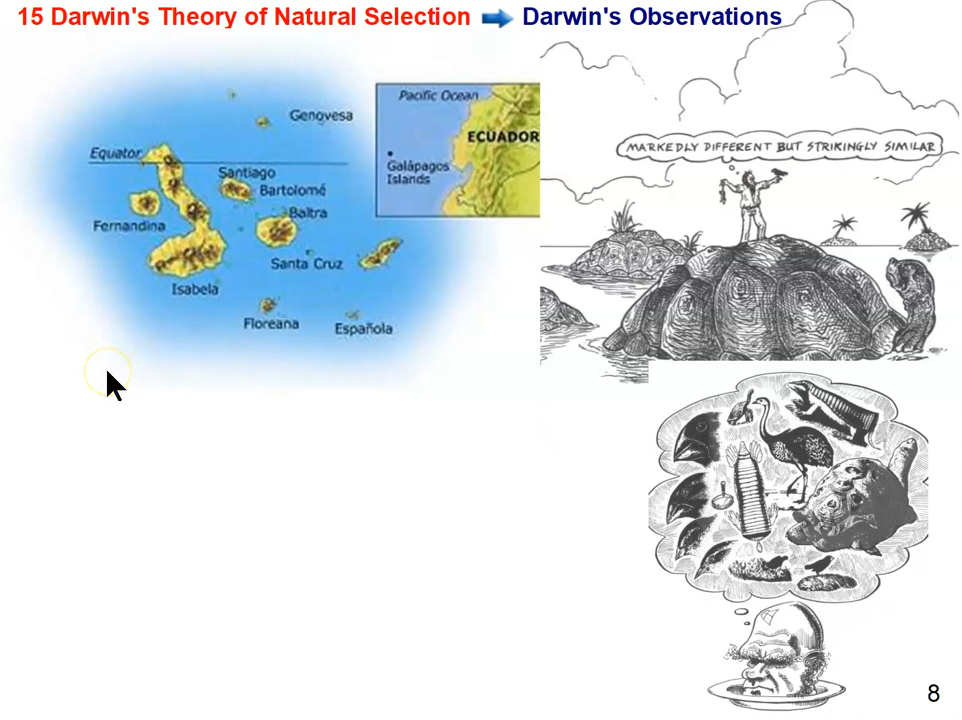 15 Darwin's Theory of Natural Selection
Darwin's Observations
Genovesa
Equator
Santiago
Bartolomé
Fernandina
Baltra
Santa Cruz
Isabela
Floreana
Española
Pacific Ocean
ECUADOR
Galápagos
Islands
MARKEDLY DIFFERENT BUT STRIKINGLY SIMILAR
8